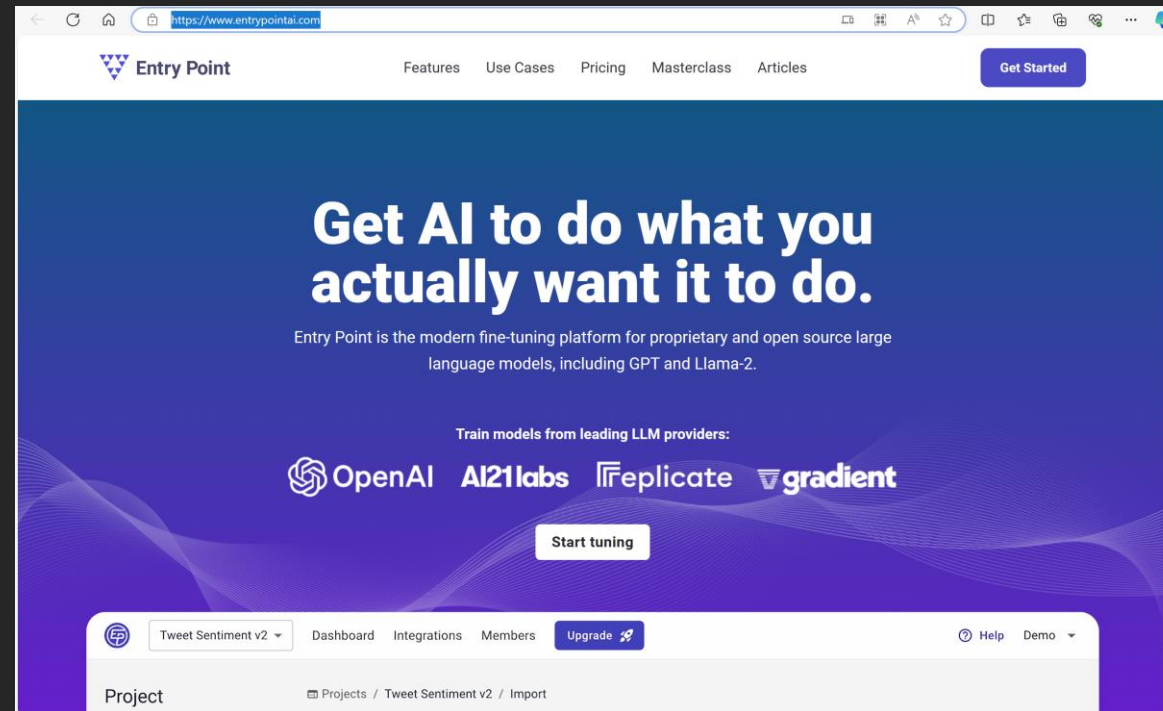 https://www.entrypointai.com
Entry Point
Features Use Cases Pricing Masterclass Articles
Get Started
Get AI to do what you
actually want it to do.
Entry Point is the modern fine-tuning platform for proprietary and open source large
language models, including GPT and Llama-2.
Train models from leading LLM providers:
OpenAI AI21labs Replicate gradient
Start tuning
EP Tweet Sentiment v2 Dashboard Integrations Members Upgrade Help Demo
Project
Projects / Tweet Sentiment v2 / Import